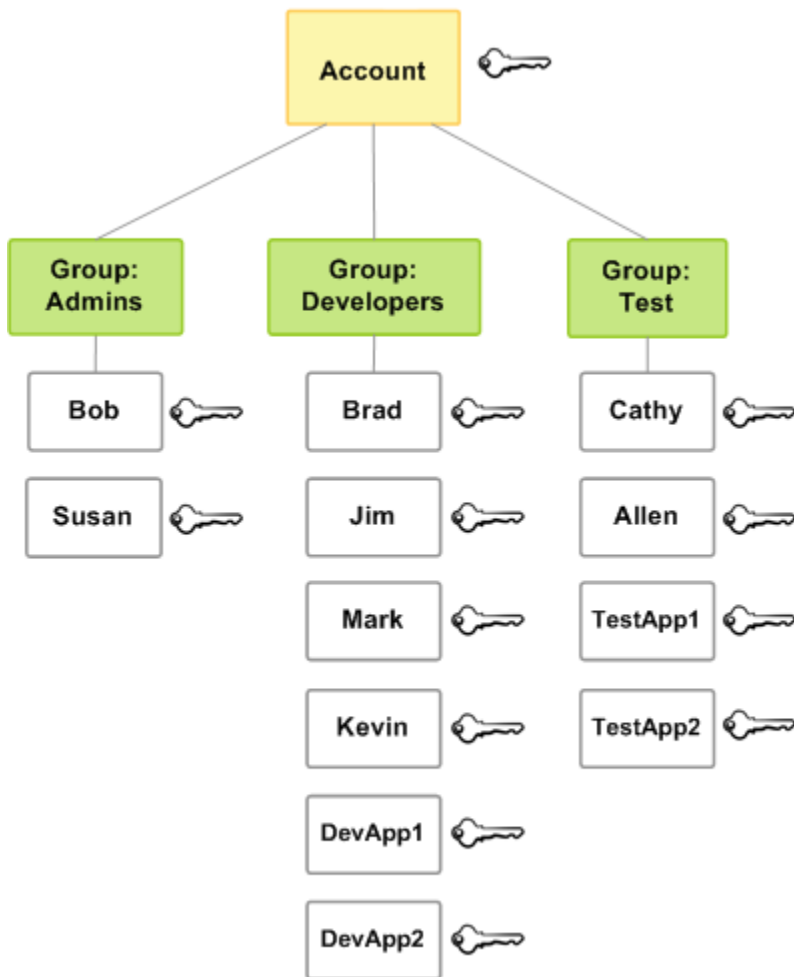 Account
Group:
Admins
Group:
Developers
Group:
Test
Bob
Brad
Cathy
Susan
Jim
Allen
Mark
TestApp1
Kevin
TestApp2
DevApp1
DevApp2